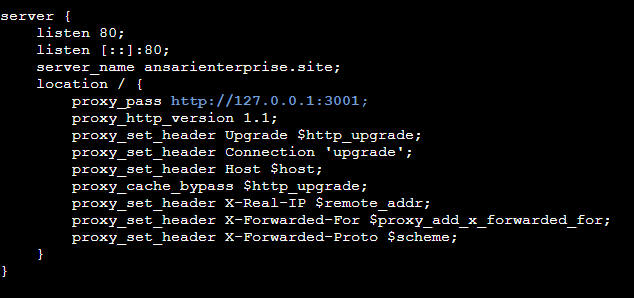 server {
    listen 80;
    listen [::]:80;
    server_name ansarienterprise.site;
    location / {
        proxy_pass http://127.0.0.1:3001;
        proxy_http_version 1.1;
        proxy_set_header Upgrade $http_upgrade;
        proxy_set_header Connection 'upgrade';
        proxy_set_header Host $host;
        proxy_cache_bypass $http_upgrade;
        proxy_set_header X-Real-IP $remote_addr;
        proxy_set_header X-Forwarded-For $proxy_add_x_forwarded_for;
        proxy_set_header X-Forwarded-Proto $scheme;
    }
}